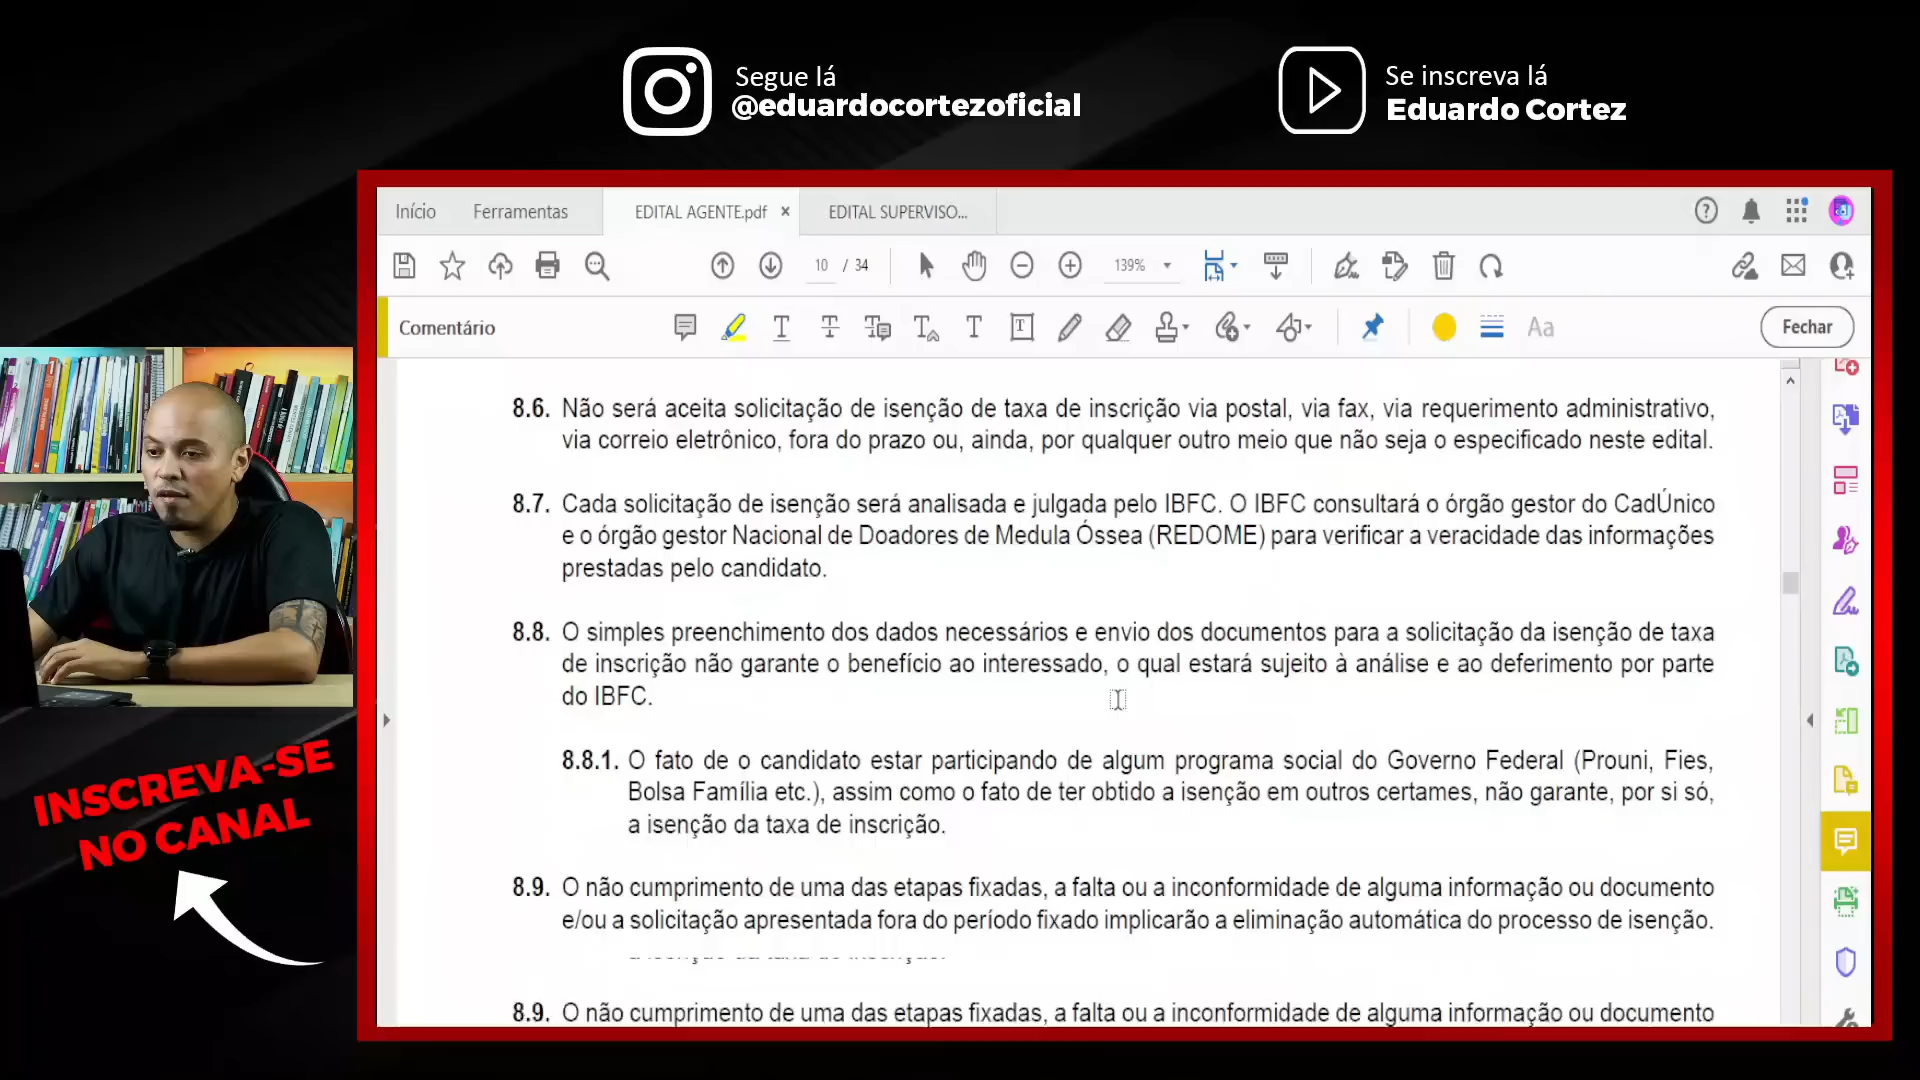 Segue lá
@eduardocortezoficial
Se inscreva lá
Eduardo Cortez
Início
Ferramentas
EDITAL AGENTE.pdf
EDITAL SUPERVISO...
10 / 34
139%
Comentário
Aa
Fechar
8.6. Não será aceita solicitação de isenção de taxa de inscrição via postal, via fax, via requerimento administrativo,
via correio eletrônico, fora do prazo ou, ainda, por qualquer outro meio que não seja o especificado neste edital.
8.7. Cada solicitação de isenção será analisada e julgada pelo IBFC. O IBFC consultará o órgão gestor do CadÚnico
e o órgão gestor Nacional de Doadores de Medula Óssea (REDOME) para verificar a veracidade das informações
prestadas pelo candidato.
8.8. O simples preenchimento dos dados necessários e envio dos documentos para a solicitação da isenção de taxa
de inscrição não garante o benefício ao interessado, o qual estará sujeito à análise e ao deferimento por parte
do IBFC.
8.8.1. O fato de o candidato estar participando de algum programa social do Governo Federal (Prouni, Fies,
Bolsa Família etc.), assim como o fato de ter obtido a isenção em outros certames, não garante, por si só,
a isenção da taxa de inscrição.
8.9. O não cumprimento de uma das etapas fixadas, a falta ou a inconformidade de alguma informação ou documento
e/ou a solicitação apresentada fora do período fixado implicarão a eliminação automática do processo de isenção.
8.9. O não cumprimento de uma das etapas fixadas, a falta ou a inconformidade de alguma informação ou documento
INSCREVA-SE
NO CANAL